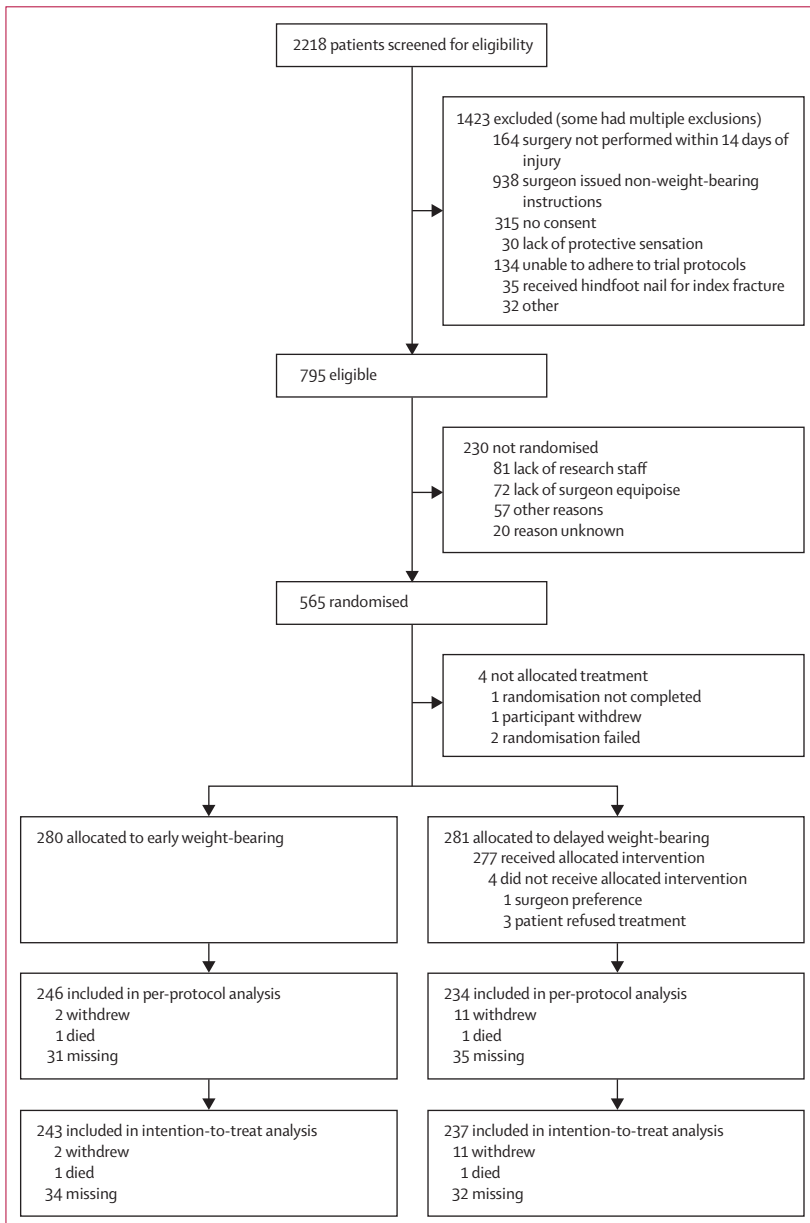 2218 patients screened for eligibility
1423 excluded (some had multiple exclusions)
164 surgery not performed within 14 days of
injury
938 surgeon issued non-weight-bearing
instructions
315 no consent
30 lack of protective sensation
134 unable to adhere to trial protocols
35 received hindfoot nail for index fracture
32 other
795 eligible
230 not randomised
81 lack of research staff
72 lack of surgeon equipoise
57 other reasons
20 reason unknown
565 randomised
4 not allocated treatment
1 randomisation not completed
1 participant withdrew
2 randomisation failed
280 allocated to early weight-bearing
281 allocated to delayed weight-bearing
277 received allocated intervention
4 did not receive allocated intervention
1 surgeon preference
3 patient refused treatment
246 included in per-protocol analysis
2 withdrew
1 died
31 missing
234 included in per-protocol analysis
11 withdrew
1 died
35 missing
243 included in intention-to-treat analysis
2 withdrew
1 died
34 missing
237 included in intention-to-treat analysis
11 withdrew
1 died
32 missing